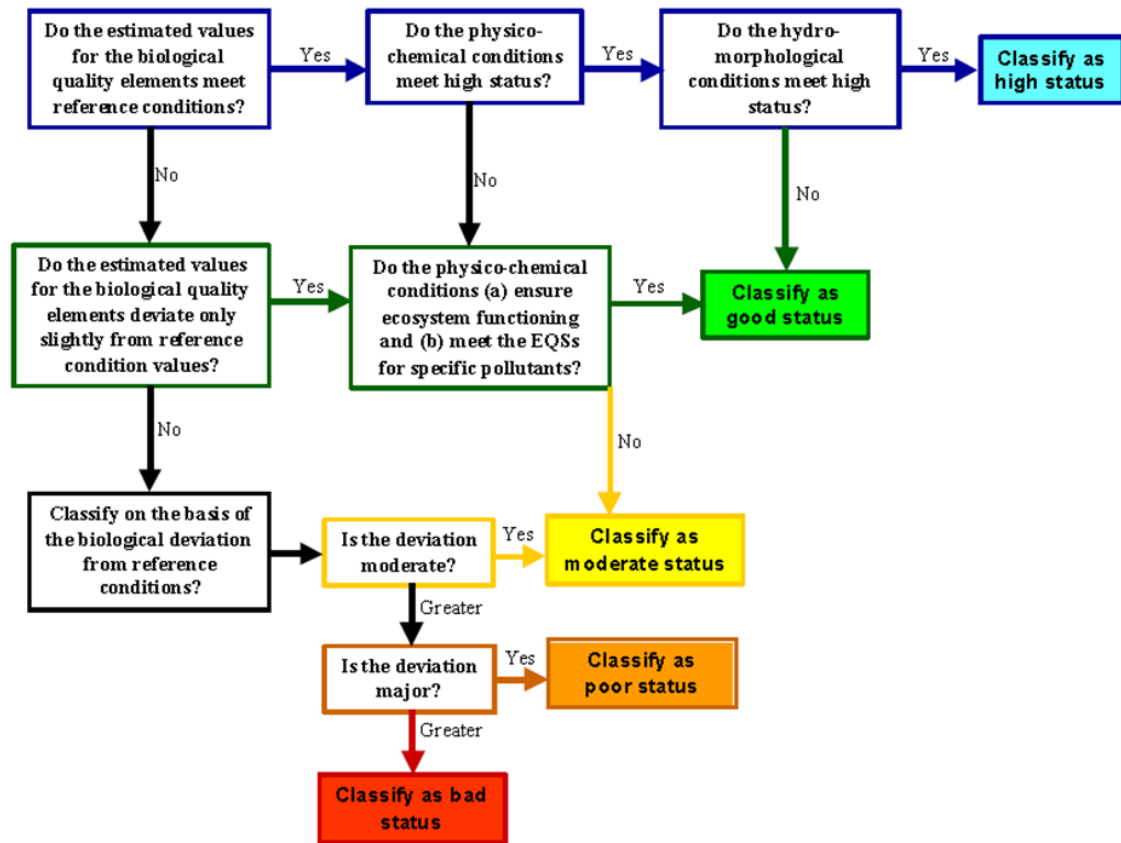 Do the estimated values
for the biological
quality elements meet
reference conditions?
Yes
Do the physico-
chemical conditions
meet high status?
Yes
Do the hydro-
morphological
conditions meet high
status?
Yes
Classify as
high status
No
No
No
Do the estimated values
for the biological quality
elements deviate only
slightly from reference
condition values?
Yes
Do the physico-chemical
conditions (a) ensure
ecosystem functioning
and (b) meet the EQSs
for specific pollutants?
Yes
Classify as
good status
No
No
Classify on the basis of
the biological deviation
from reference
conditions?
Is the deviation
moderate?
Yes
Classify as
moderate status
Greater
Is the deviation
major?
Yes
Classify as
poor status
Greater
Classify as bad
status